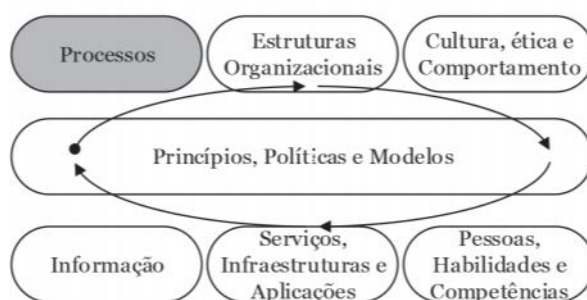 Processos
Estruturas
Organizacionais
Cultura, ética e
Comportamento
Princípios, Políticas e Modelos
Informação
Serviços,
Infraestruturas e
Aplicações
Pessoas,
Habilidades e
Competências